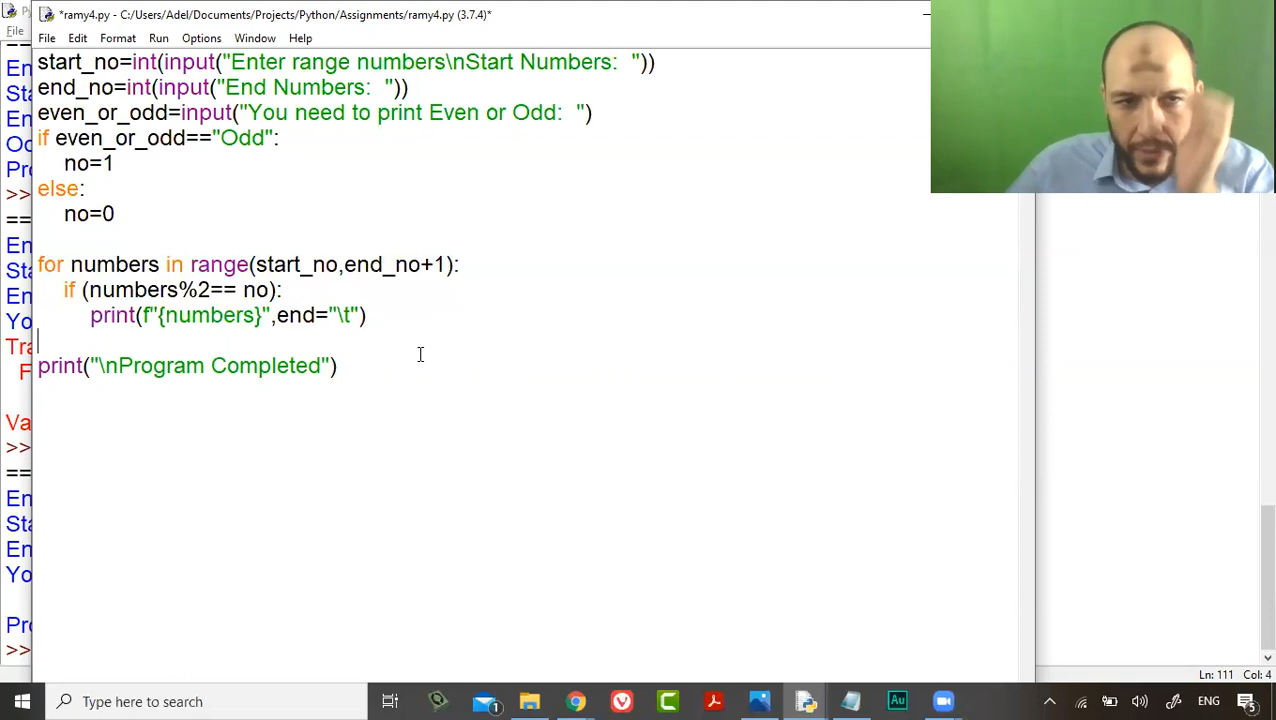 *ramy4.py - C:/Users/Adel/Documents/Projects/Python/Assignments/ramy4.py (3.7.4)*
File Edit Format Run Options Window Help
start_no=int(input("Enter range numbers\nStart Numbers:  "))
end_no=int(input("End Numbers:  "))
even_or_odd=input("You need to print Even or Odd:  ")
if even_or_odd=="Odd":
no=1
else:
no=0
for numbers in range(start_no,end_no+1):
if (numbers%2== no):
print(f"{numbers}",end="\t")
print("\nProgram Completed")
>>
>>
>>
Ln: 111 Col: 4
Type here to search
1
Au
ENG
5